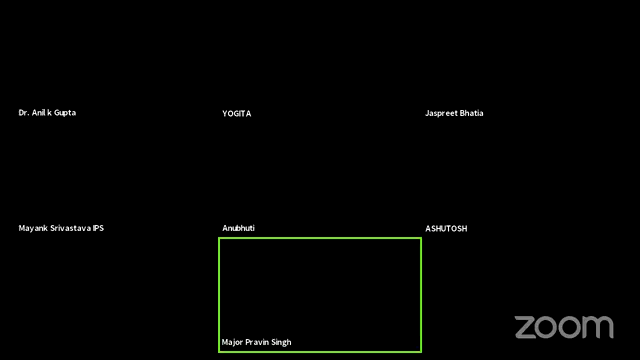 Dr. Anil k Gupta
YOGITA
Jaspreet Bhatia
Mayank Srivastava IPS
Anubhuti
ASHUTOSH
Major Pravin Singh
zoom